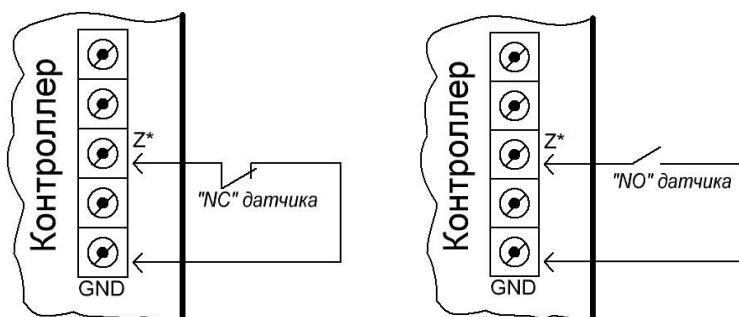 Контроллер
Z*
"NC" датчика
GND
Контроллер
Z*
"NO" датчика
GND